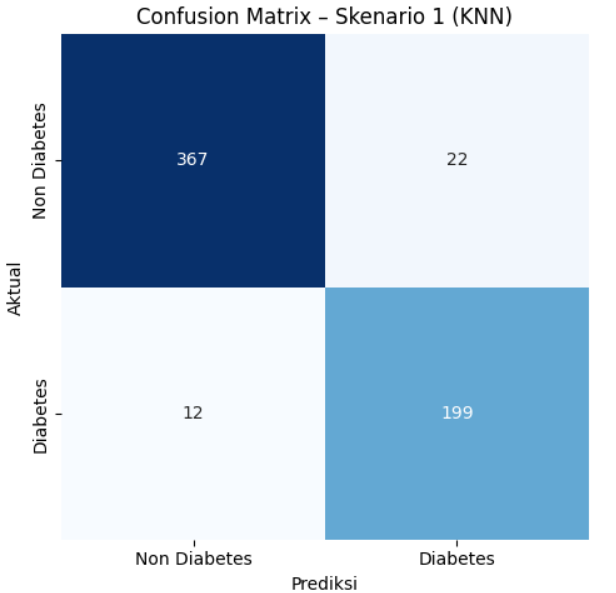 Confusion Matrix – Skenario 1 (KNN)
Non Diabetes
367
22
Aktual
Diabetes
12
199
Non Diabetes
Diabetes
Prediksi